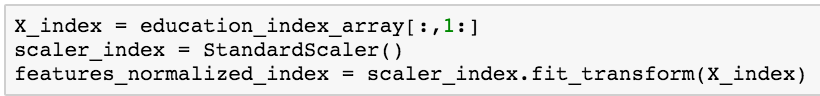 X_index = education_index_array[:,1:]
scaler_index = StandardScaler()
features_normalized_index = scaler_index.fit_transform(X_index)